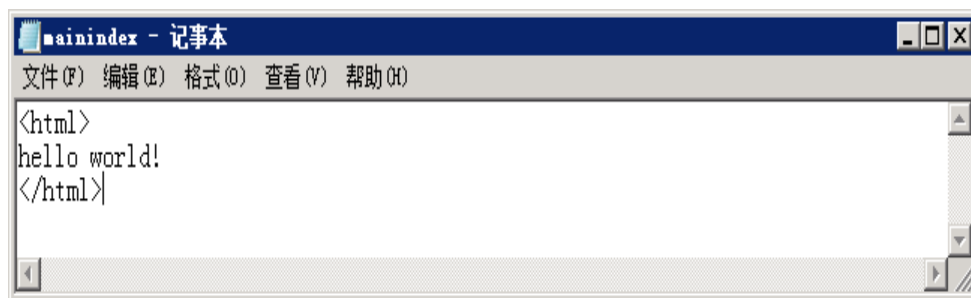 mainindex - 记事本
文件(F) 编辑(E) 格式(O) 查看(V) 帮助(H)
<html>
hello world!
</html>